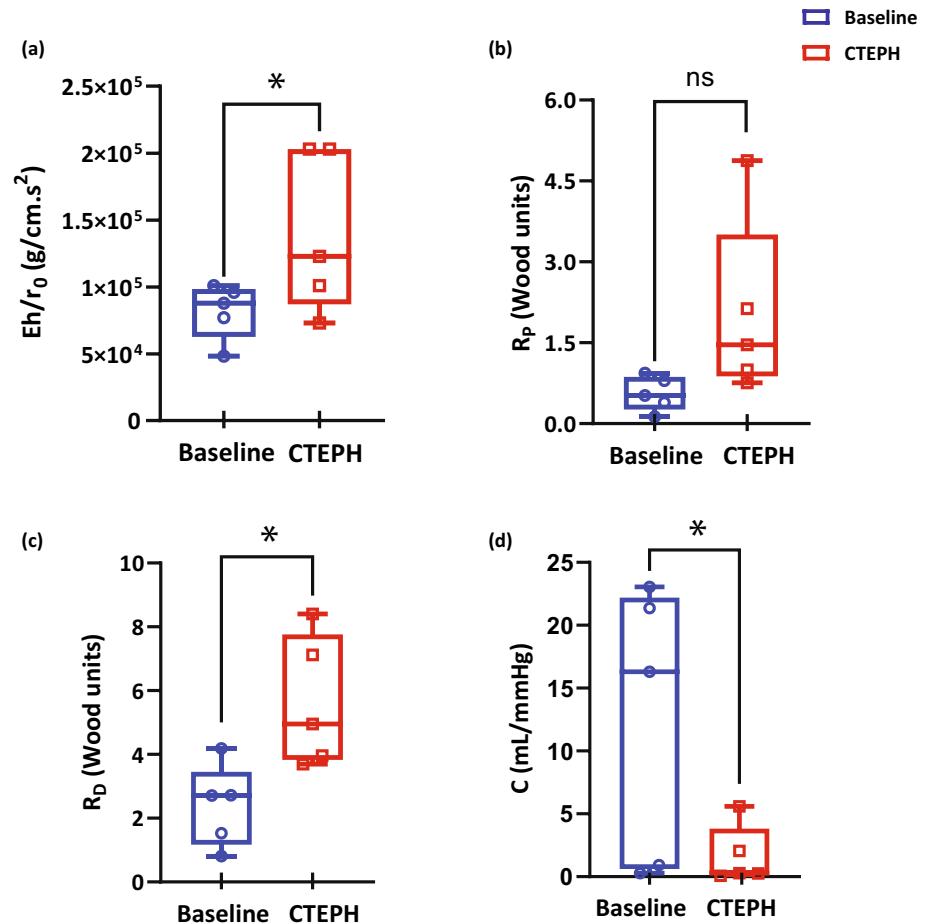 Baseline
CTEPH
(a)
*
2.5×10⁵
2×10⁵
1.5×10⁵
1×10⁵
5×10⁴
0
Eh/r₀ (g/cm.s²)
Baseline CTEPH
(b)
ns
6.0
4.5
3.0
1.5
0.0
R_P (Wood units)
Baseline CTEPH
(c)
*
10
8
6
4
2
0
R_D (Wood units)
Baseline CTEPH
(d)
*
25
20
15
10
5
0
C (mL/mmHg)
Baseline CTEPH